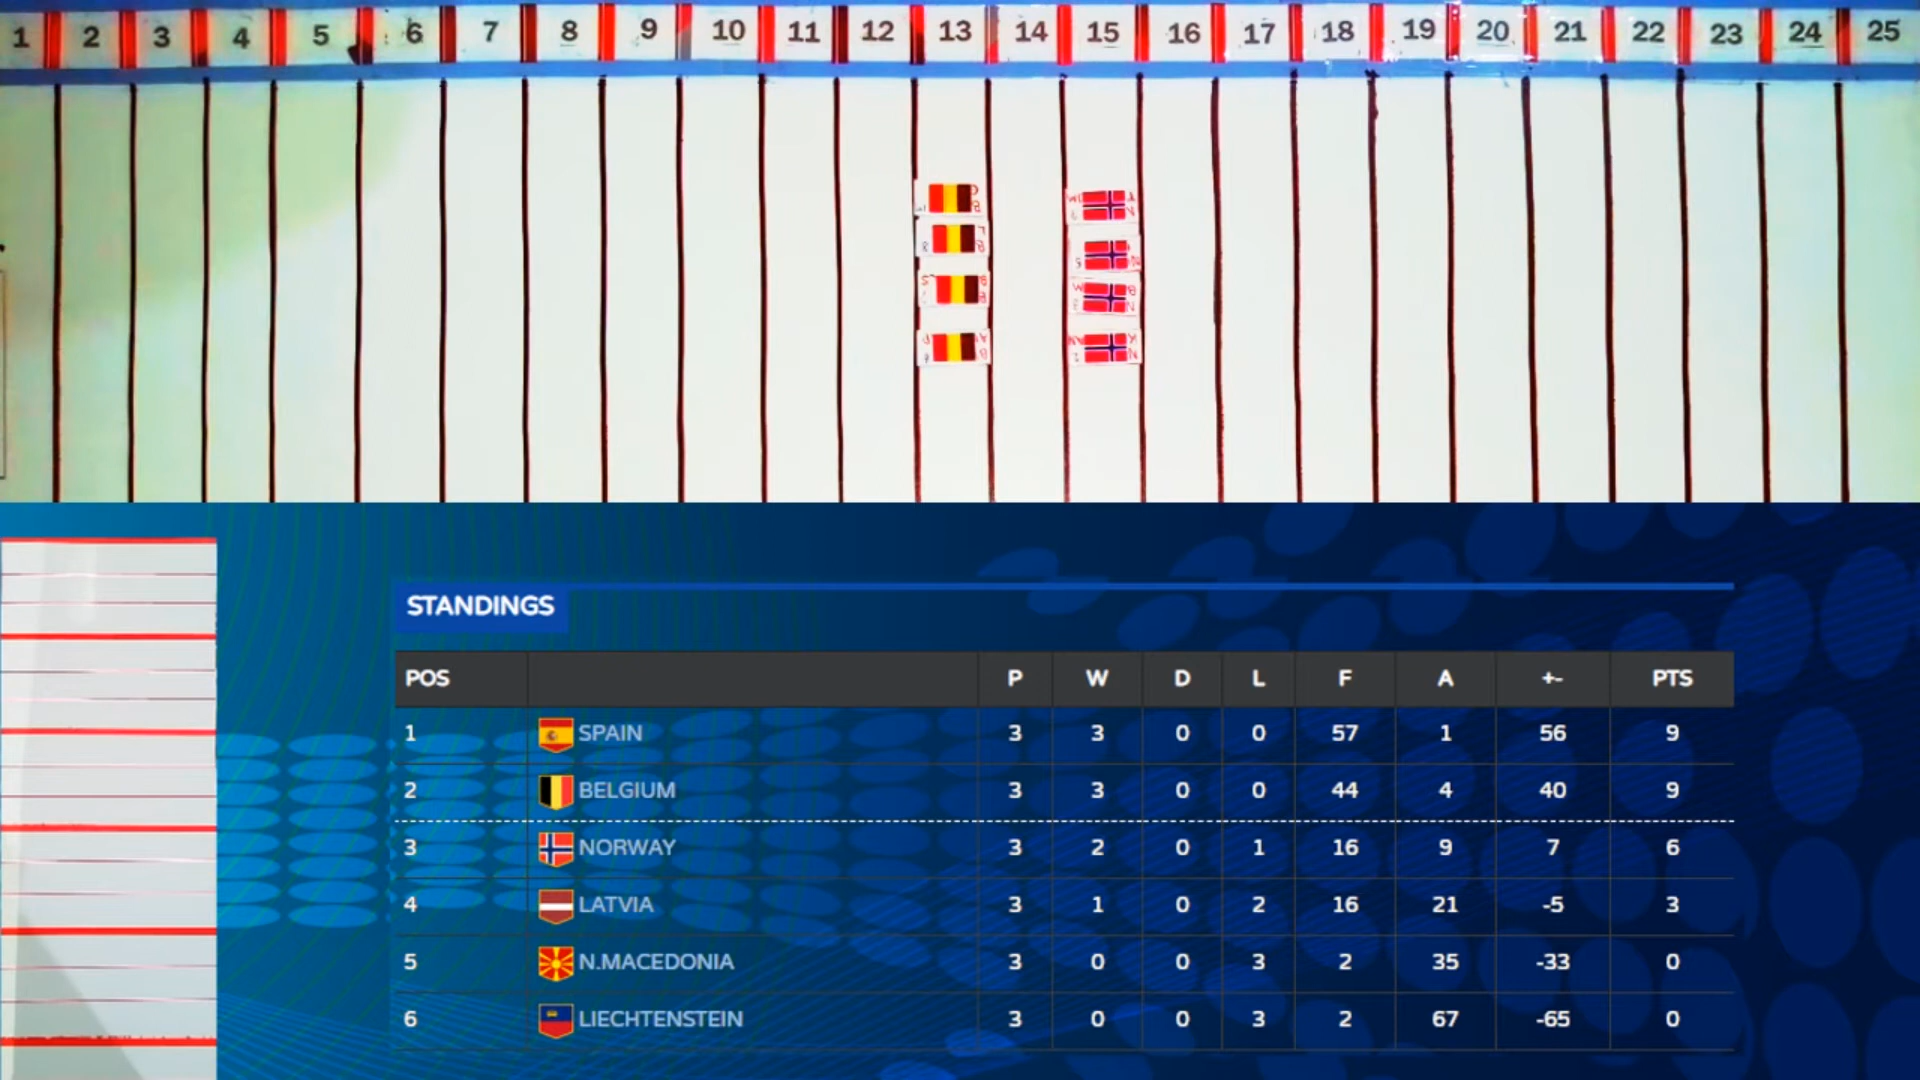 1 2 3 4 5 6 7 8 9 10 11 12 13 14 15 16 17 18 19 20 21 22 23 24 25
STANDINGS
POS P W D L F A +- PTS
1 SPAIN 3 3 0 0 57 1 56 9
2 BELGIUM 3 3 0 0 44 4 40 9
3 NORWAY 3 2 0 1 16 9 7 6
4 LATVIA 3 1 0 2 16 21 -5 3
5 N.MACEDONIA 3 0 0 3 2 35 -33 0
6 LIECHTENSTEIN 3 0 0 3 2 67 -65 0